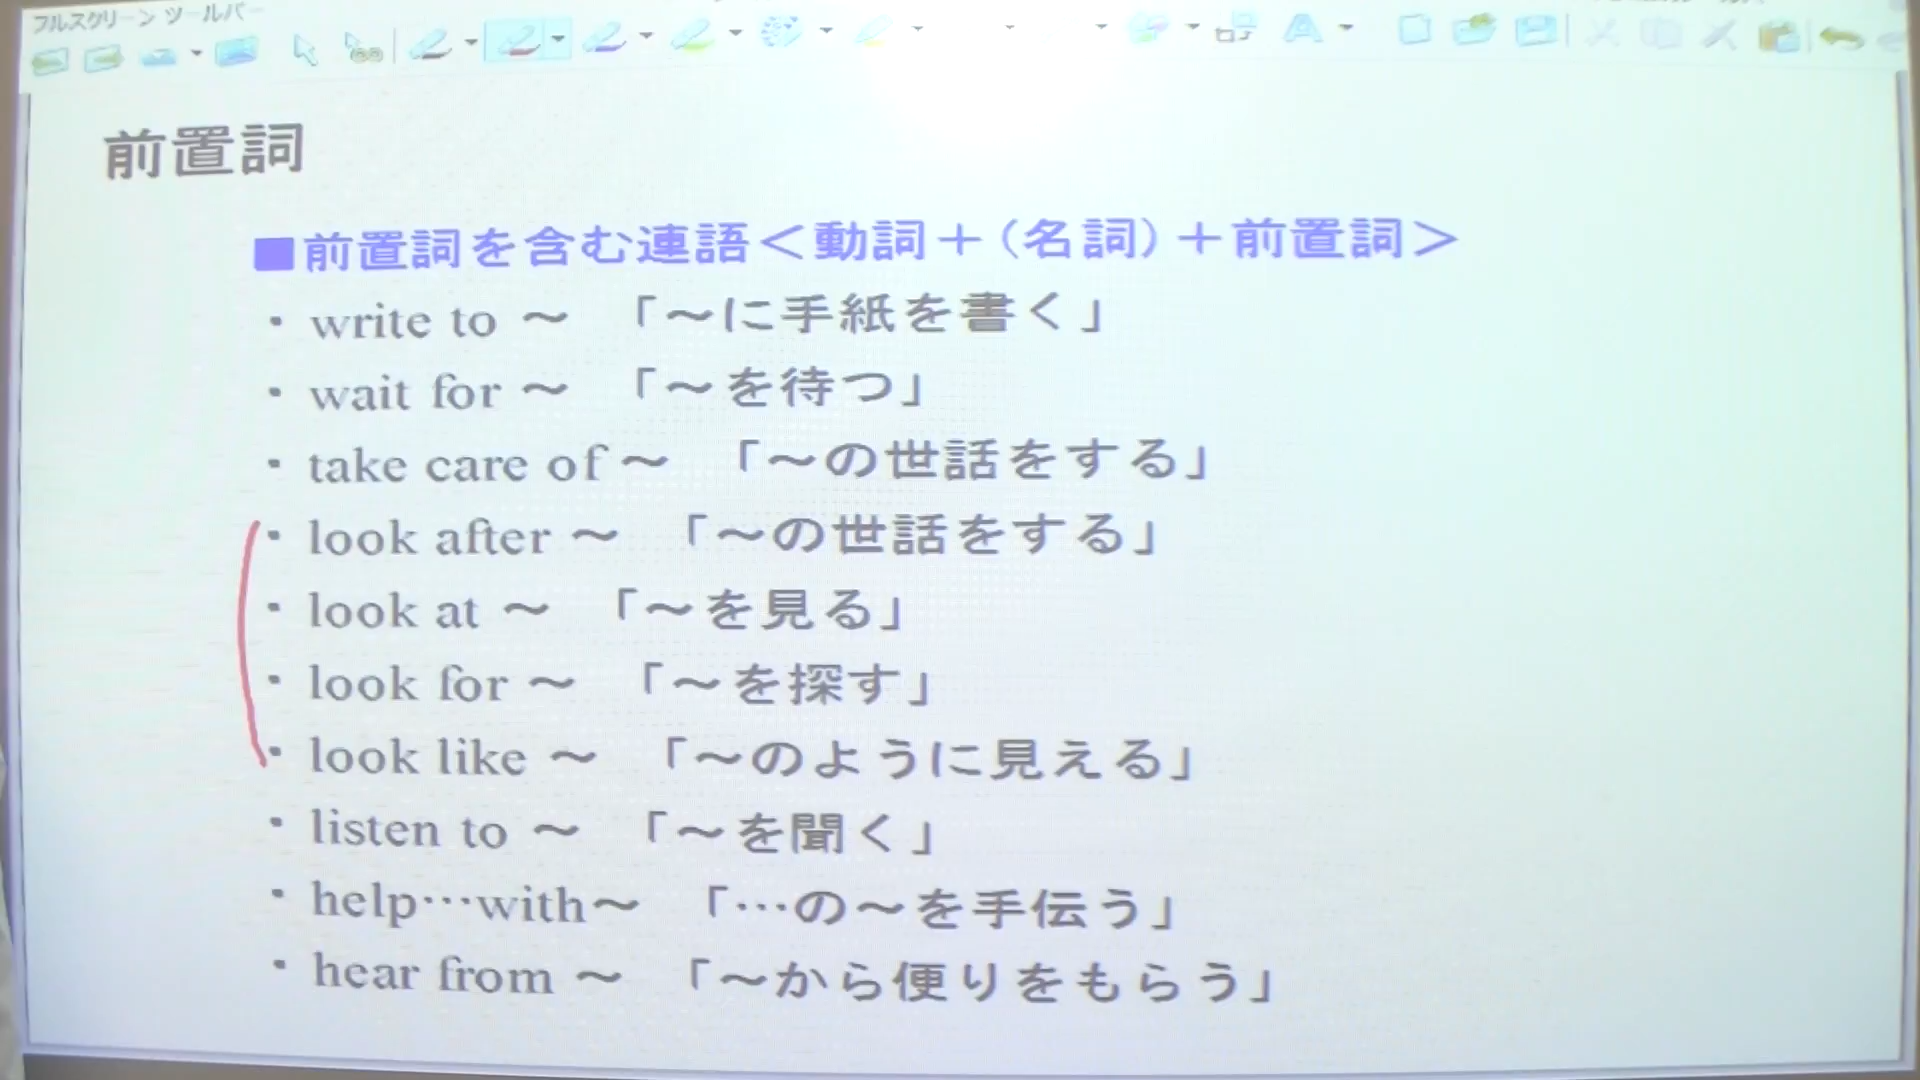 フルスクリーン ツールバー
前置詞
■前置詞を含む連語＜動詞＋（名詞）＋前置詞＞
・write to ～ 「～に手紙を書く」
・wait for ～ 「～を待つ」
・take care of ～ 「～の世話をする」
・look after ～ 「～の世話をする」
・look at ～ 「～を見る」
・look for ～ 「～を探す」
・look like ～ 「～のように見える」
・listen to ～ 「～を聞く」
・help…with～ 「…の～を手伝う」
・hear from ～ 「～から便りをもらう」